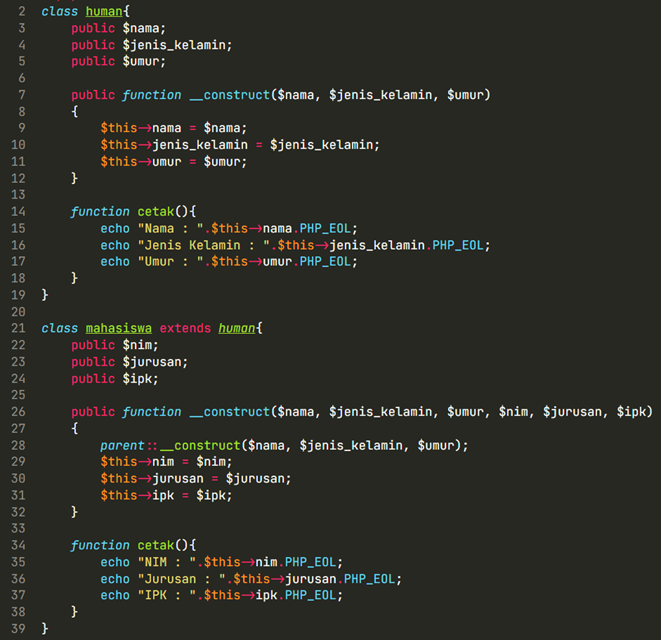 2 class human{
3 public $nama;
4 public $jenis_kelamin;
5 public $umur;
6
7 public function __construct($nama, $jenis_kelamin, $umur)
8 {
9 $this->nama = $nama;
10 $this->jenis_kelamin = $jenis_kelamin;
11 $this->umur = $umur;
12 }
13
14 function cetak(){
15 echo "Nama : ".$this->nama.PHP_EOL;
16 echo "Jenis Kelamin : ".$this->jenis_kelamin.PHP_EOL;
17 echo "Umur : ".$this->umur.PHP_EOL;
18 }
19 }
20
21 class mahasiswa extends human{
22 public $nim;
23 public $jurusan;
24 public $ipk;
25
26 public function __construct($nama, $jenis_kelamin, $umur, $nim, $jurusan, $ipk)
27 {
28 parent::__construct($nama, $jenis_kelamin, $umur);
29 $this->nim = $nim;
30 $this->jurusan = $jurusan;
31 $this->ipk = $ipk;
32 }
33
34 function cetak(){
35 echo "NIM : ".$this->nim.PHP_EOL;
36 echo "Jurusan : ".$this->jurusan.PHP_EOL;
37 echo "IPK : ".$this->ipk.PHP_EOL;
38 }
39 }